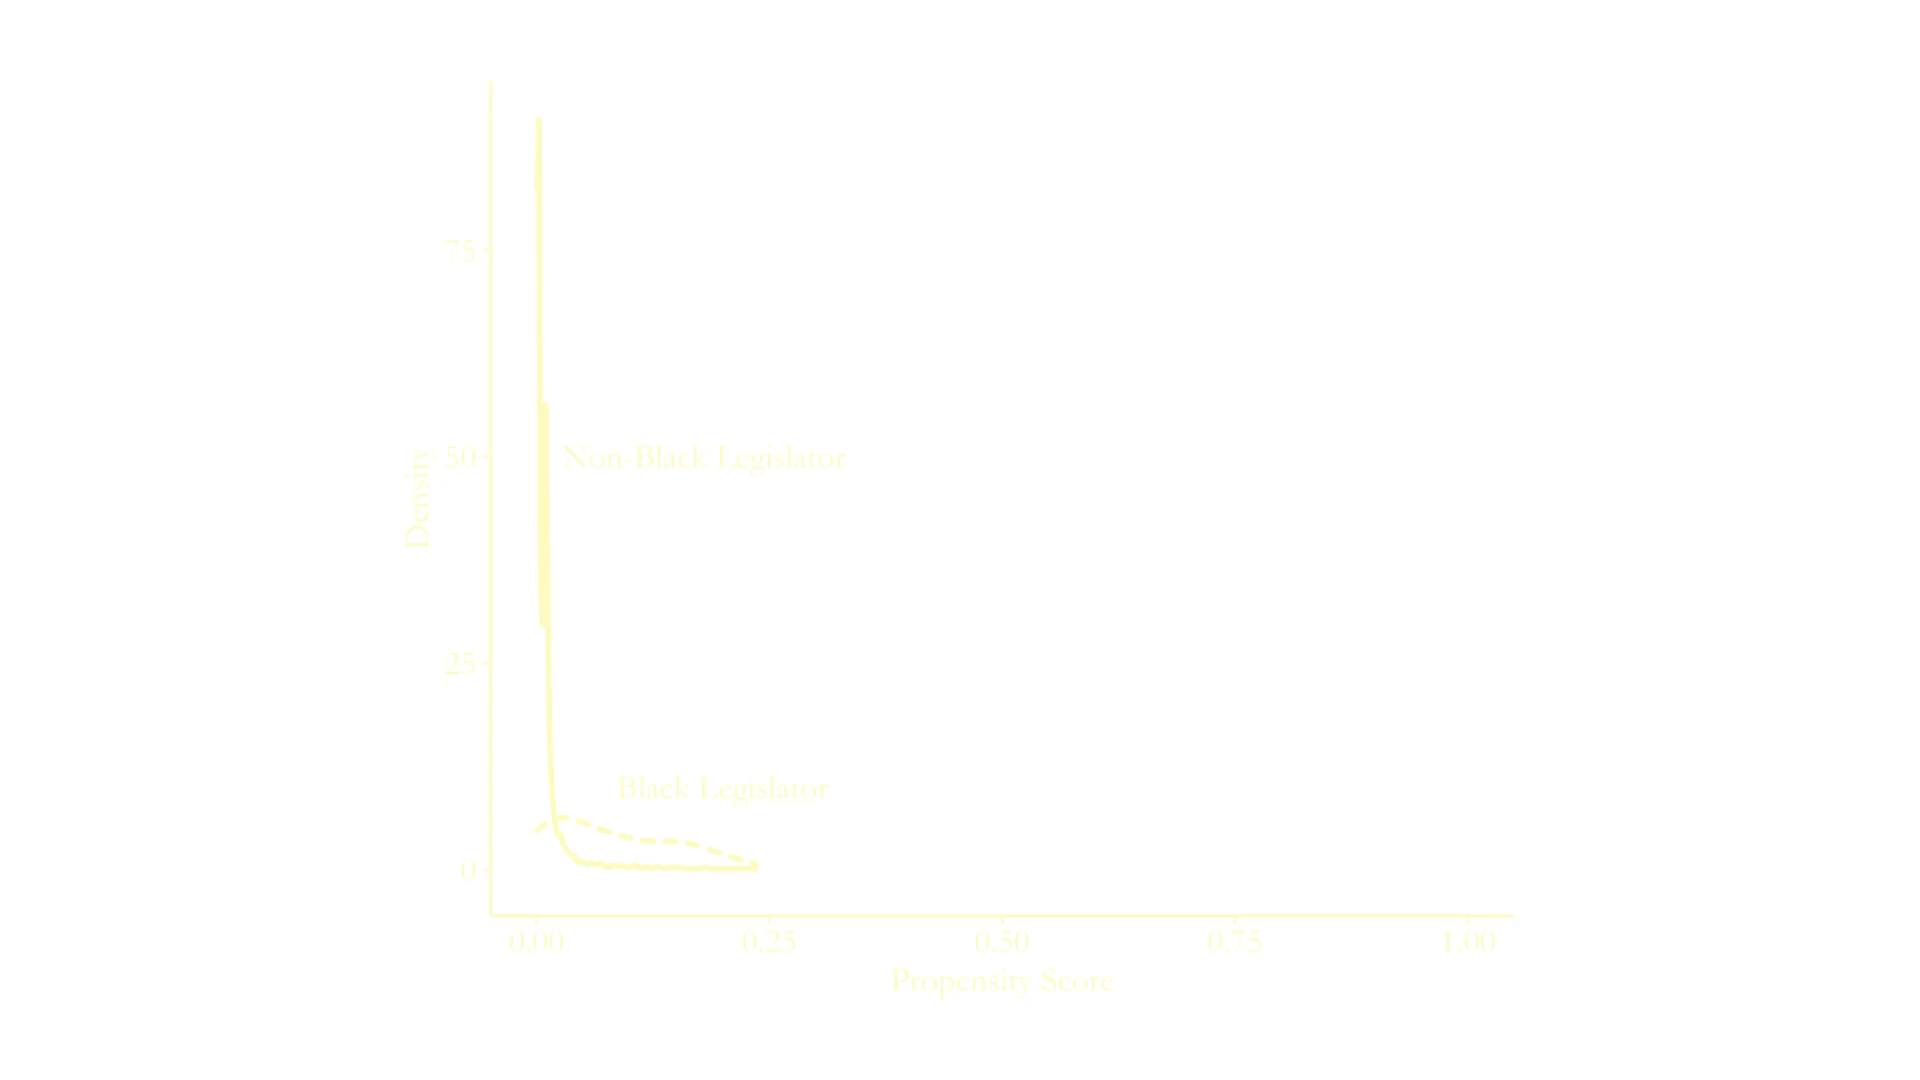 75
50
25
0
Density
Non-Black Legislator
Black Legislator
0.00 0.25 0.50 0.75 1.00
Propensity Score